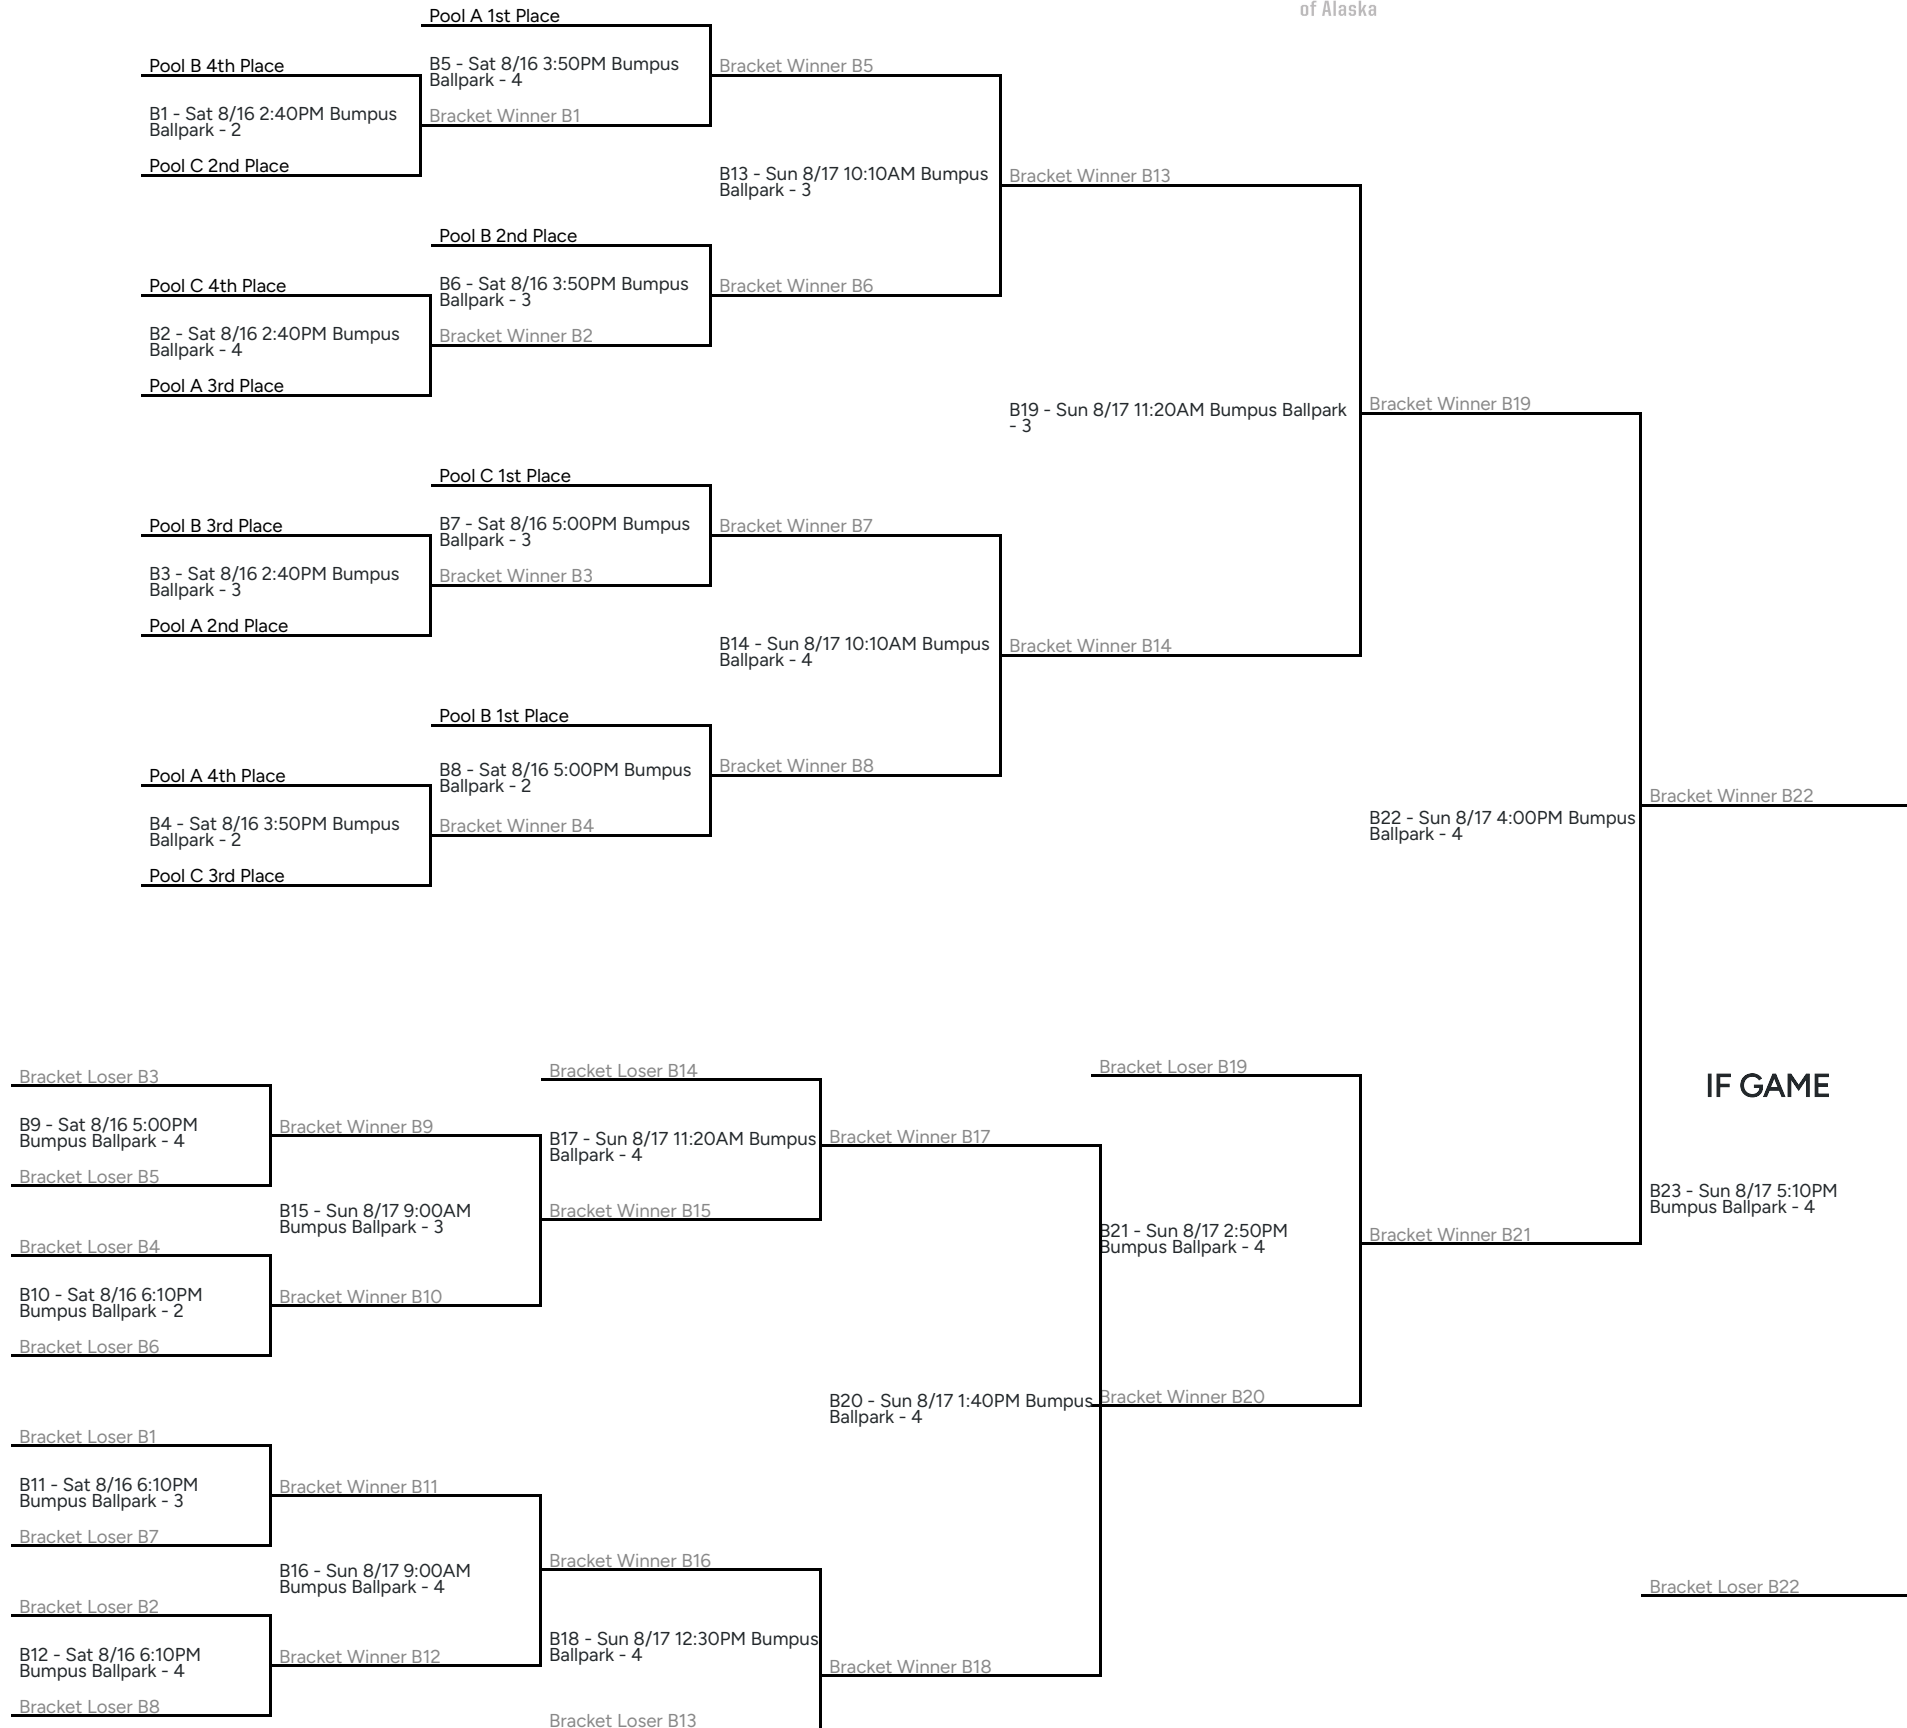 of Alaska
Pool A 1st Place
Pool B 4th Place
B5 - Sat 8/16 3:50PM Bumpus
Ballpark - 4
Bracket Winner B5
B1 - Sat 8/16 2:40PM Bumpus
Ballpark - 2
Bracket Winner B1
Pool C 2nd Place
B13 - Sun 8/17 10:10AM Bumpus
Ballpark - 3
Bracket Winner B13
Pool B 2nd Place
Pool C 4th Place
B6 - Sat 8/16 3:50PM Bumpus
Ballpark - 3
Bracket Winner B6
B2 - Sat 8/16 2:40PM Bumpus
Ballpark - 4
Bracket Winner B2
Pool A 3rd Place
B19 - Sun 8/17 11:20AM Bumpus Ballpark
- 3
Bracket Winner B19
Pool C 1st Place
Pool B 3rd Place
B7 - Sat 8/16 5:00PM Bumpus
Ballpark - 3
Bracket Winner B7
B3 - Sat 8/16 2:40PM Bumpus
Ballpark - 3
Bracket Winner B3
Pool A 2nd Place
B14 - Sun 8/17 10:10AM Bumpus
Ballpark - 4
Bracket Winner B14
Pool B 1st Place
Pool A 4th Place
B8 - Sat 8/16 5:00PM Bumpus
Ballpark - 2
Bracket Winner B8
B4 - Sat 8/16 3:50PM Bumpus
Ballpark - 2
Bracket Winner B4
Pool C 3rd Place
B22 - Sun 8/17 4:00PM Bumpus
Ballpark - 4
Bracket Winner B22
Bracket Loser B3
Bracket Loser B14
Bracket Loser B19
IF GAME
B9 - Sat 8/16 5:00PM
Bumpus Ballpark - 4
Bracket Winner B9
B17 - Sun 8/17 11:20AM Bumpus
Ballpark - 4
Bracket Winner B17
Bracket Loser B5
B15 - Sun 8/17 9:00AM
Bumpus Ballpark - 3
Bracket Winner B15
B21 - Sun 8/17 2:50PM
Bumpus Ballpark - 4
Bracket Winner B21
B23 - Sun 8/17 5:10PM
Bumpus Ballpark - 4
Bracket Loser B4
B10 - Sat 8/16 6:10PM
Bumpus Ballpark - 2
Bracket Winner B10
Bracket Loser B6
B20 - Sun 8/17 1:40PM Bumpus
Ballpark - 4
Bracket Winner B20
Bracket Loser B1
B11 - Sat 8/16 6:10PM
Bumpus Ballpark - 3
Bracket Winner B11
Bracket Loser B7
B16 - Sun 8/17 9:00AM
Bumpus Ballpark - 4
Bracket Winner B16
Bracket Loser B22
Bracket Loser B2
B12 - Sat 8/16 6:10PM
Bumpus Ballpark - 4
Bracket Winner B12
B18 - Sun 8/17 12:30PM Bumpus
Ballpark - 4
Bracket Winner B18
Bracket Loser B8
Bracket Loser B13